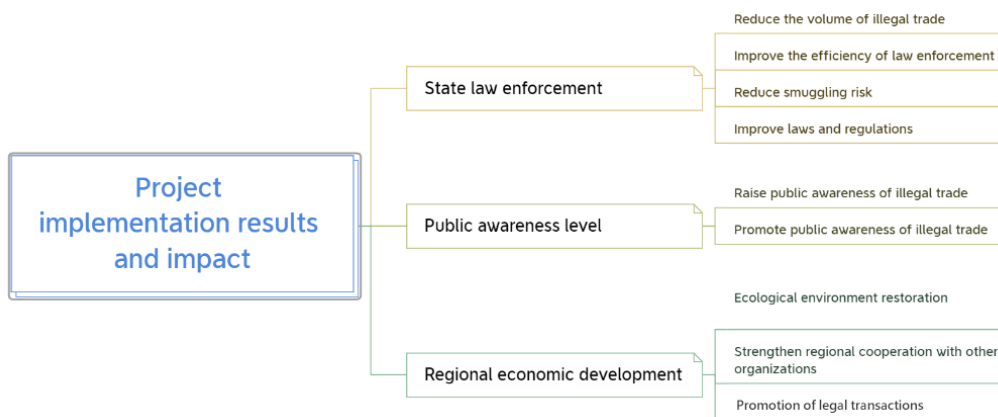 Project
implementation results
and impact
State law enforcement
Reduce the volume of illegal trade
Improve the efficiency of law enforcement
Reduce smuggling risk
Improve laws and regulations
Public awareness level
Raise public awareness of illegal trade
Promote public awareness of illegal trade
Regional economic development
Ecological environment restoration
Strengthen regional cooperation with other
organizations
Promotion of legal transactions